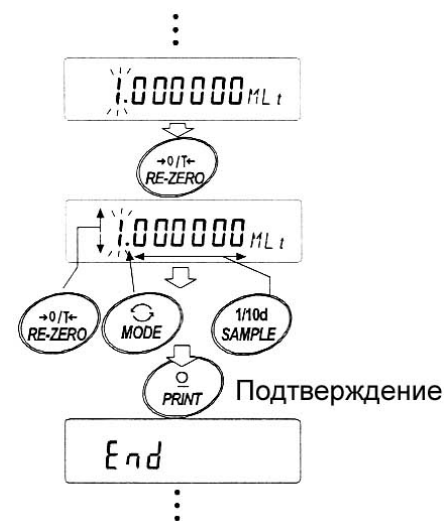 1.000000 MLt
→0/T←
RE-ZERO
1.000000 MLt
→0/T← RE-ZERO
MODE
1/10d SAMPLE
PRINT Подтверждение
End